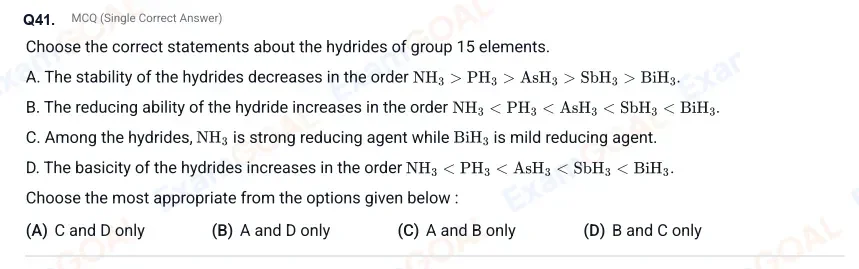 Q41. MCQ (Single Correct Answer)
Choose the correct statements about the hydrides of group 15 elements.
A. The stability of the hydrides decreases in the order NH₃ > PH₃ > AsH₃ > SbH₃ > BiH₃.
B. The reducing ability of the hydride increases in the order NH₃ < PH₃ < AsH₃ < SbH₃ < BiH₃.
C. Among the hydrides, NH₃ is strong reducing agent while BiH₃ is mild reducing agent.
D. The basicity of the hydrides increases in the order NH₃ < PH₃ < AsH₃ < SbH₃ < BiH₃.
Choose the most appropriate from the options given below :
(A) C and D only (B) A and D only (C) A and B only (D) B and C only